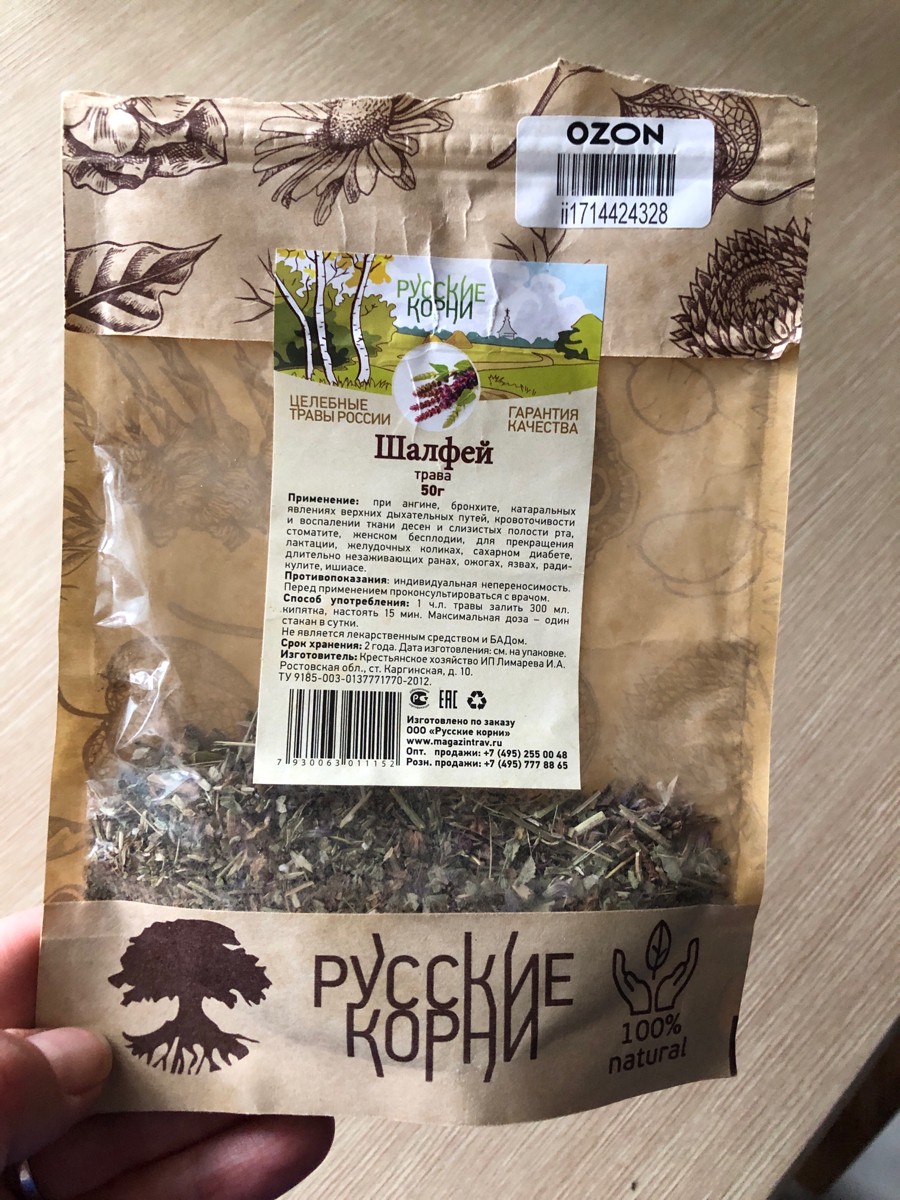 OZON
ii1714424328
РУССКИЕ
КОРНИ
ЦЕЛЕБНЫЕ
ТРАВЫ РОССИИ
ГАРАНТИЯ
КАЧЕСТВА
Шалфей
трава
50г
Применение: при ангине, бронхите, катаральных
явлениях верхних дыхательных путей, кровоточивости
и воспалении ткани десен и слизистых полости рта,
стоматите, женском бесплодии, для прекращения
лактации, желудочных коликах, сахарном диабете,
длительно незаживающих ранах, ожогах, язвах, ради-
кулите, ишиасе.
Противопоказания: индивидуальная непереносимость.
Перед применением проконсультироваться с врачом.
Способ употребления: 1 ч.л. травы залить 300 мл.
кипятка, настоять 15 мин. Максимальная доза – один
стакан в сутки.
Не является лекарственным средством и БАДом.
Срок хранения: 2 года. Дата изготовления: см. на упаковке.
Изготовитель: Крестьянское хозяйство ИП Лимарева И.А.
Ростовская обл., ст. Каргинская, д. 10.
ТУ 9185-003-0137771770-2012.
РС ЕАС
Изготовлено по заказу
ООО «Русские корни»
www.magazintrav.ru
Опт. продажи: +7 (495) 255 00 48
Розн. продажи: +7 (495) 777 88 65
7 930063 011152
РУССКИЕ
КОРНИ
100%
natural